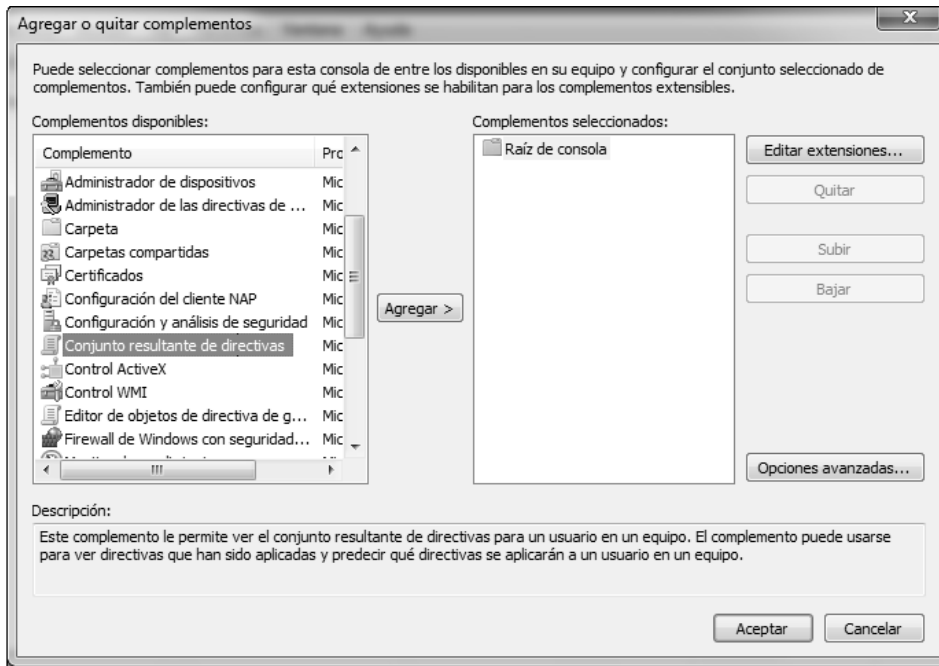 Agregar o quitar complementos
Ventana Ayuda
Puede seleccionar complementos para esta consola de entre los disponibles en su equipo y configurar el conjunto seleccionado de
complementos. También puede configurar qué extensiones se habilitan para los complementos extensibles.
Complementos disponibles:
Complemento Prc
Administrador de dispositivos Mic
Administrador de las directivas de ... Mic
Carpeta Mic
Carpetas compartidas Mic
Certificados Mic
Configuración del cliente NAP Mic
Configuración y análisis de seguridad Mic
Conjunto resultante de directivas Mic
Control ActiveX Mic
Control WMI Mic
Editor de objetos de directiva de g... Mic
Firewall de Windows con seguridad... Mic
Agregar >
Complementos seleccionados:
Raíz de consola
Editar extensiones...
Quitar
Subir
Bajar
Opciones avanzadas...
Descripción:
Este complemento le permite ver el conjunto resultante de directivas para un usuario en un equipo. El complemento puede usarse
para ver directivas que han sido aplicadas y predecir qué directivas se aplicarán a un usuario en un equipo.
Aceptar Cancelar